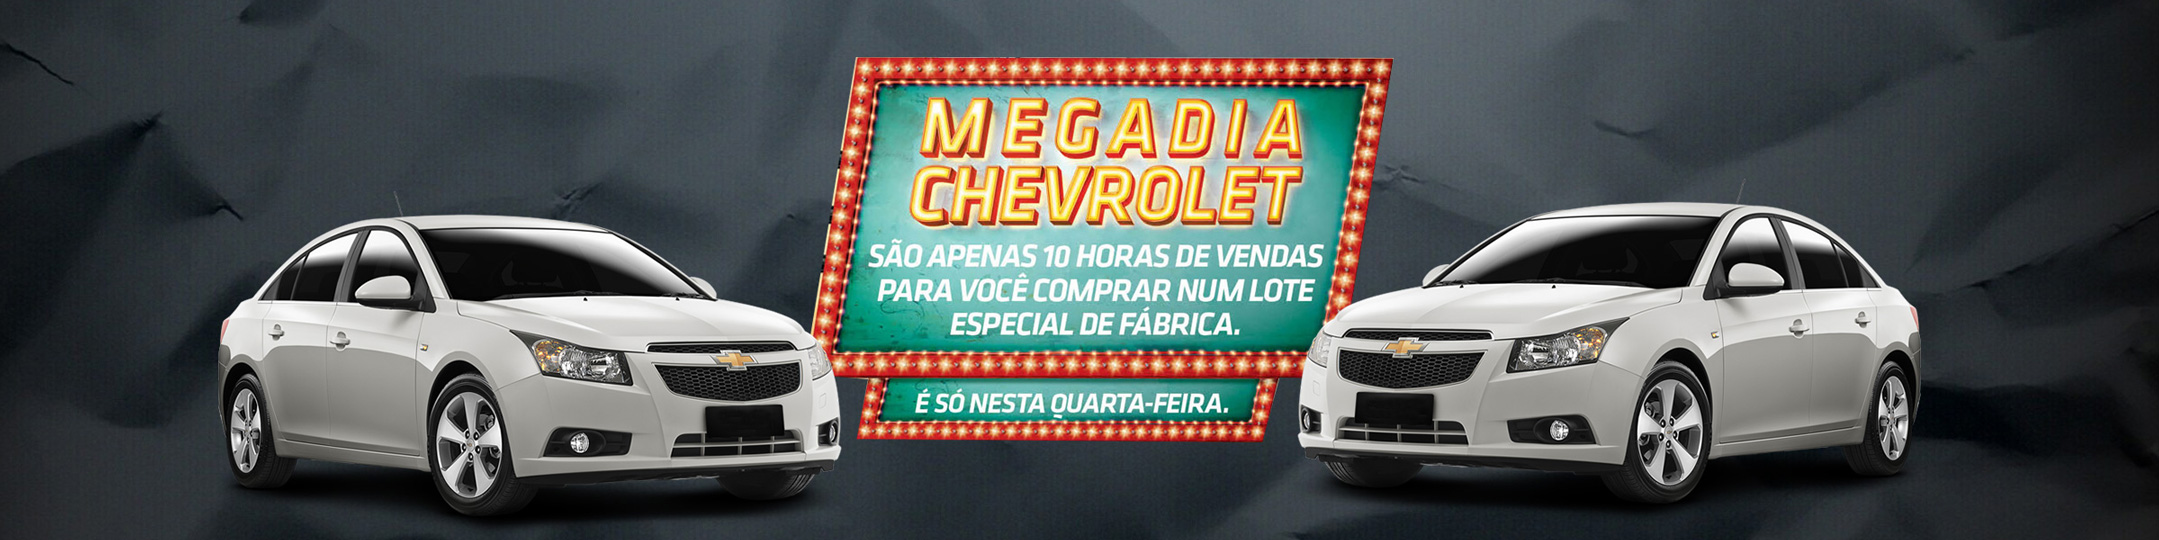 MEGADIA
CHEVROLET
SÃO APENAS 10 HORAS DE VENDAS
PARA VOCÊ COMPRAR NUM LOTE
ESPECIAL DE FÁBRICA.
É SÓ NESTA QUARTA-FEIRA.